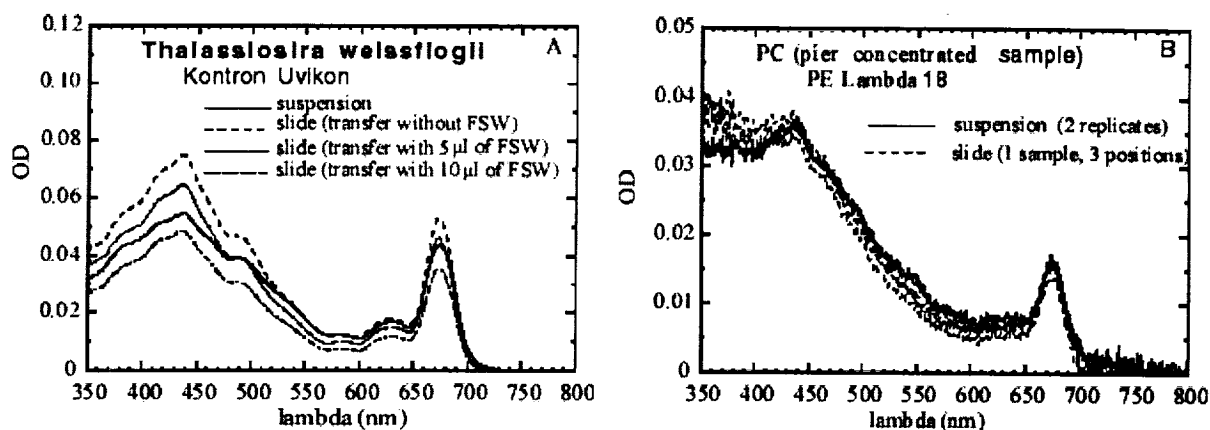 0.12
0.10
0.08
0.06
0.04
0.02
0
OD
Thalassiosira weissflogii
A
Kontron Uvikon
suspension
slide (transfer without FSW)
slide (transfer with 5 µl of FSW)
slide (transfer with 10 µl of FSW)
350 400 450 500 550 600 650 700 750 800
lambda (nm)
0.05
0.04
0.03
0.02
0.01
0
OD
B
PC (pier concentrated sample)
PE Lambda 18
suspension (2 replicates)
slide (1 sample, 3 positions)
350 400 450 500 550 600 650 700 750 800
lambda (nm)